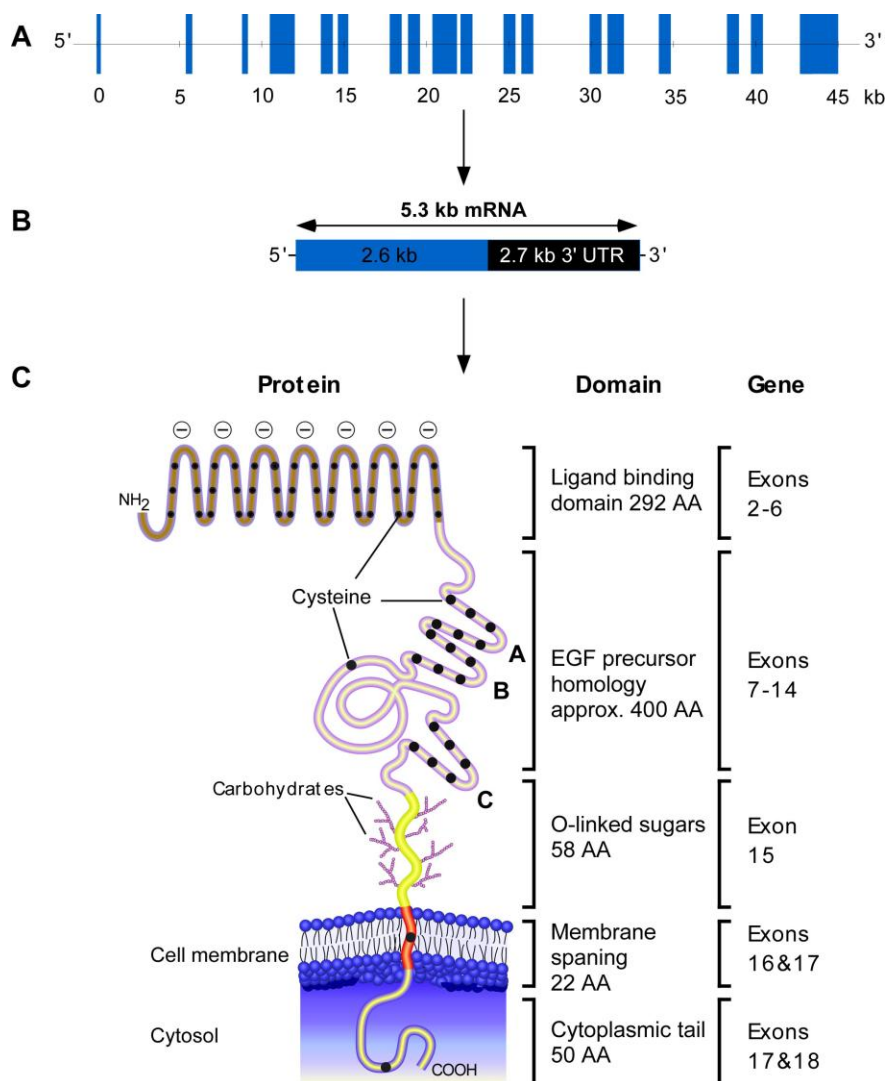 A
5' 3'
0 5 10 15 20 25 30 35 40 45 kb
5.3 kb mRNA
B
5' 2.6 kb 2.7 kb 3' UTR 3'
C
Protein Domain Gene
NH2
Ligand binding
domain 292 AA
Exons
2-6
Cysteine
A
B
C
EGF precursor
homology
approx. 400 AA
Exons
7-14
Carbohydrates
O-linked sugars
58 AA
Exon
15
Cell membrane
Membrane
spaning
22 AA
Exons
16&17
Cytosol
COOH
Cytoplasmic tail
50 AA
Exons
17&18